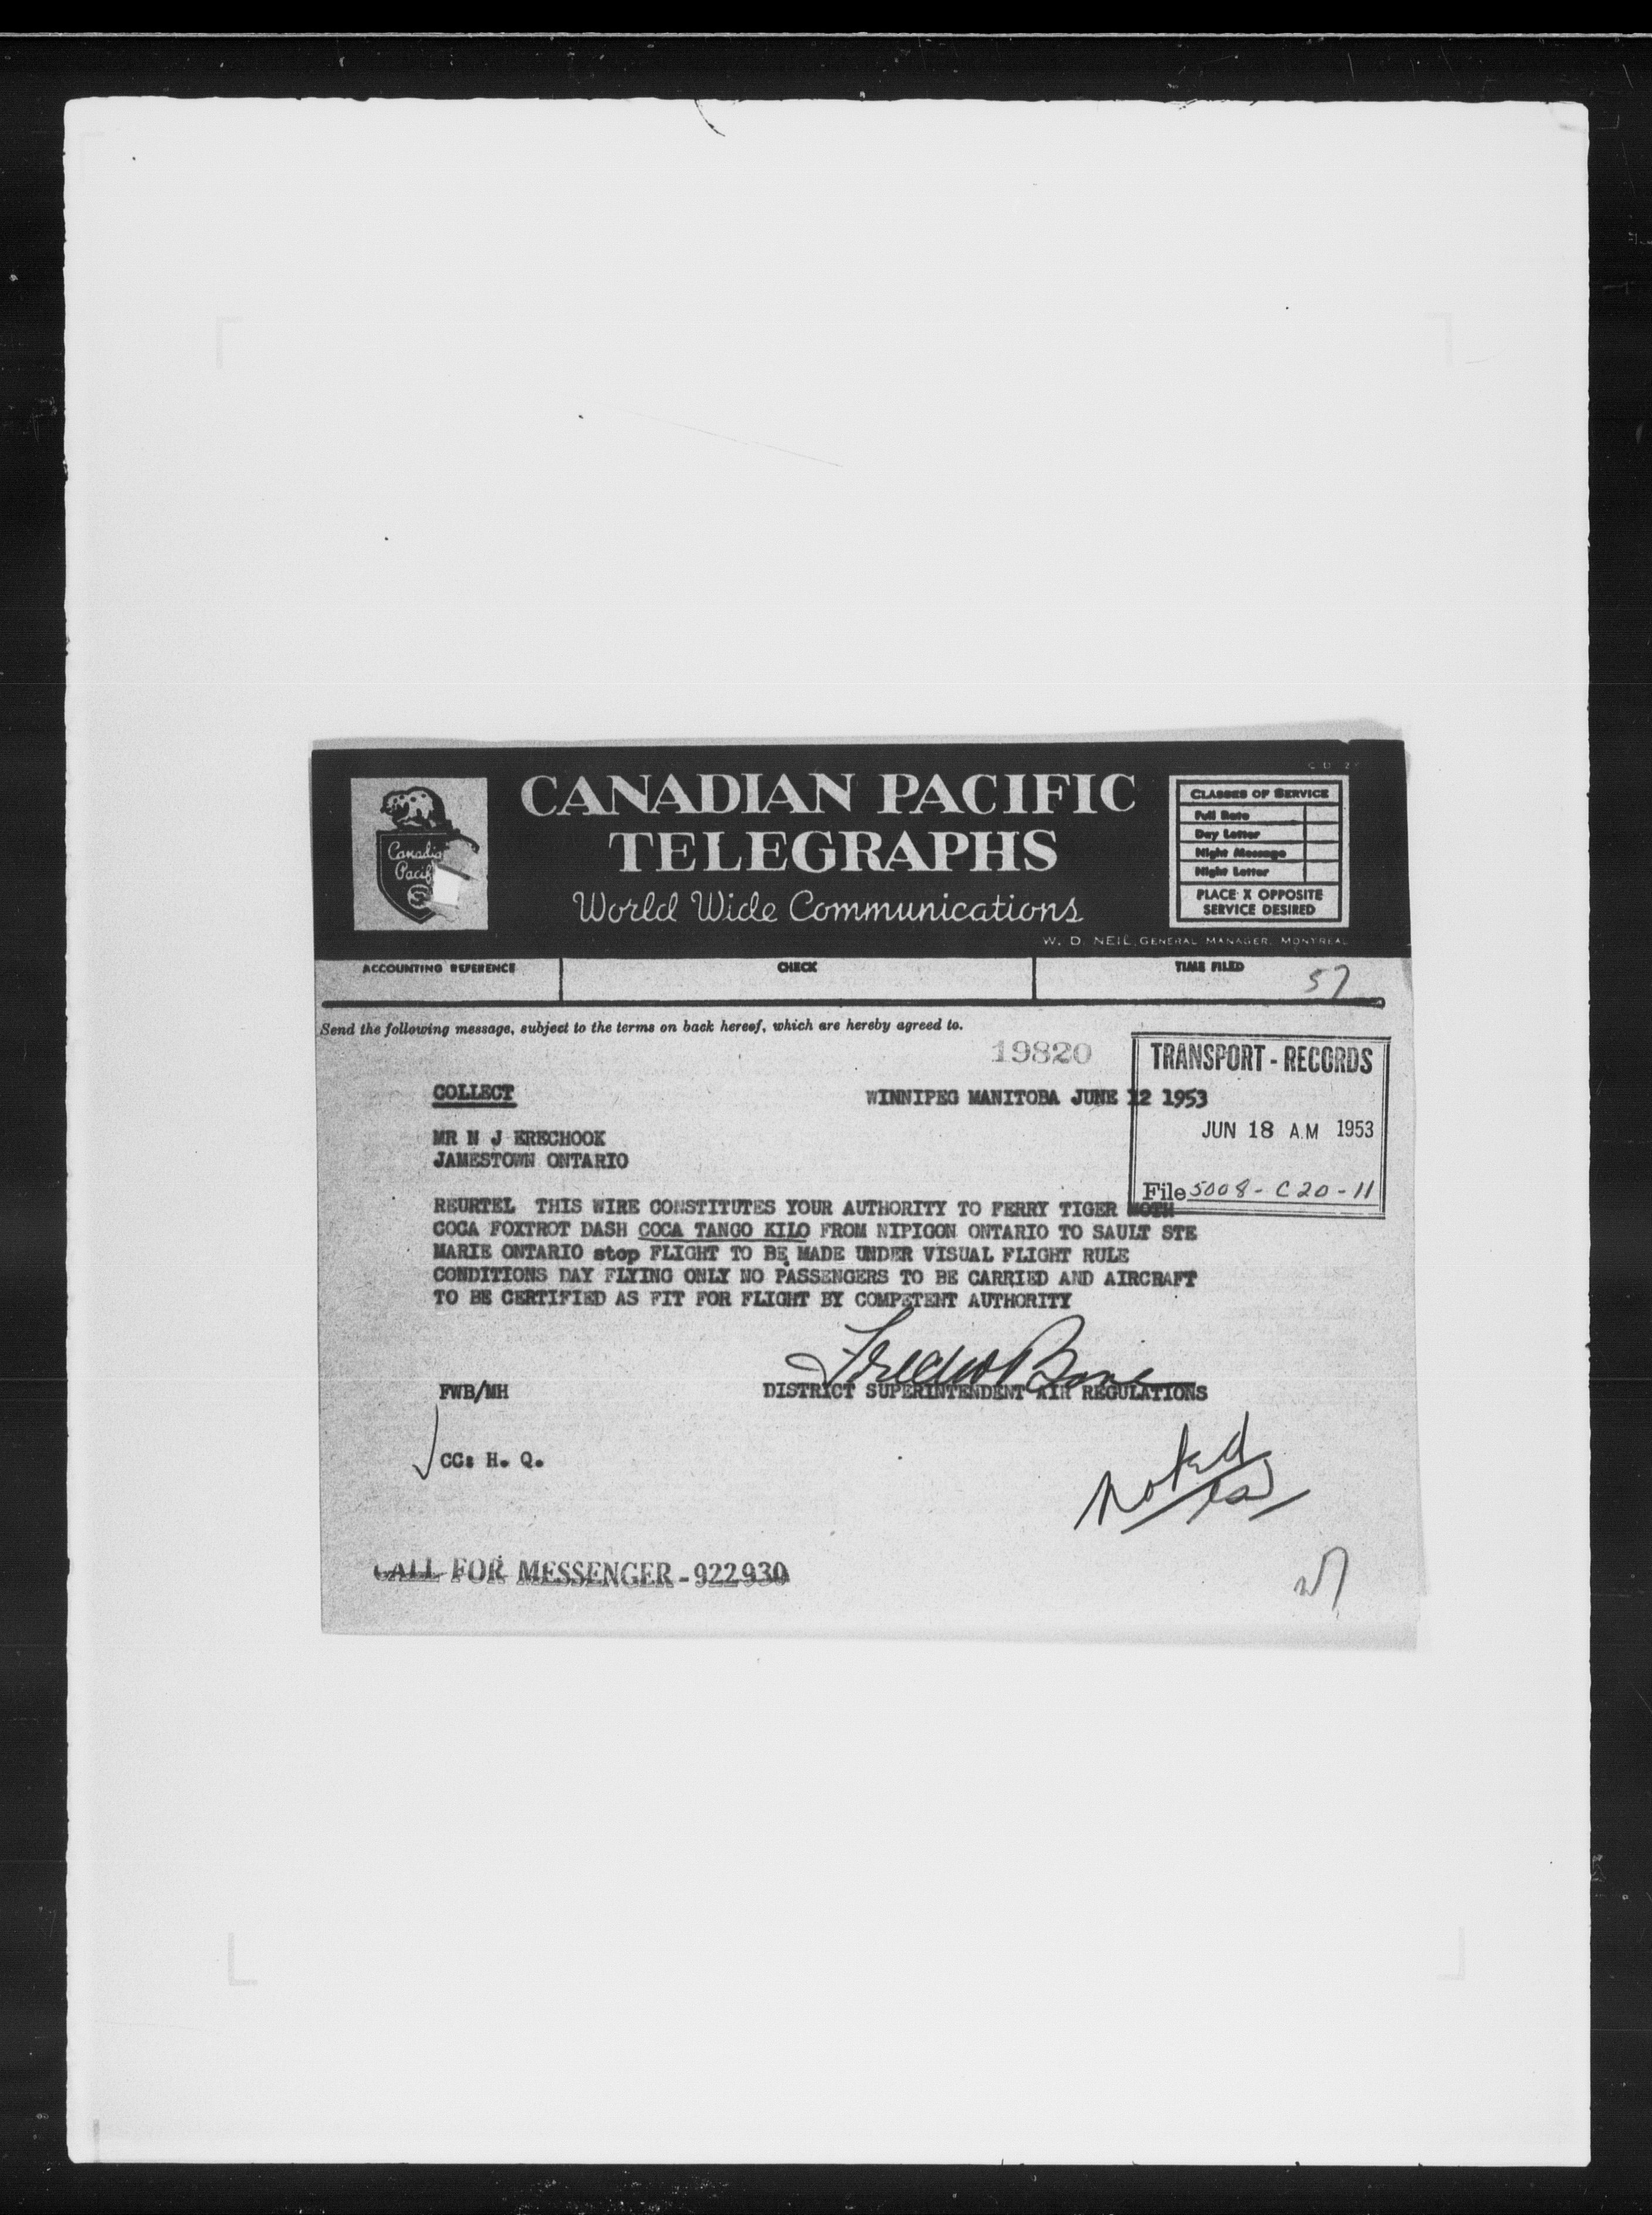 CANADIAN PACIFIC
TELEGRAPHS
World Wide Communications
Canadian
Pacific
CLASSES OF SERVICE
Full Rate
Day Letter
Night Message
Night Letter
PLACE X OPPOSITE
SERVICE DESIRED
W. D. NEIL, GENERAL MANAGER, MONTREAL
ACCOUNTING REFERENCE CHECK TIME FILED
57
Send the following message, subject to the terms on back hereof, which are hereby agreed to.
19820
TRANSPORT - RECORDS
JUN 18 A.M 1953
File 5008 - C20 - 11
COLLECT WINNIPEG MANITOBA JUNE 12 1953
MR N J ERECHOOK
JAMESTOWN ONTARIO
REURTEL THIS WIRE CONSTITUTES YOUR AUTHORITY TO FERRY TIGER MOTH
COCA FOXTROT DASH COCA TANGO KILO FROM NIPIGON ONTARIO TO SAULT STE
MARIE ONTARIO stop FLIGHT TO BE MADE UNDER VISUAL FLIGHT RULE
CONDITIONS DAY FLYING ONLY NO PASSENGERS TO BE CARRIED AND AIRCRAFT
TO BE CERTIFIED AS FIT FOR FLIGHT BY COMPETENT AUTHORITY
FWB/MH DISTRICT SUPERINTENDENT AIR REGULATIONS
CC: H. Q.
Noted
CALL FOR MESSENGER - 922930